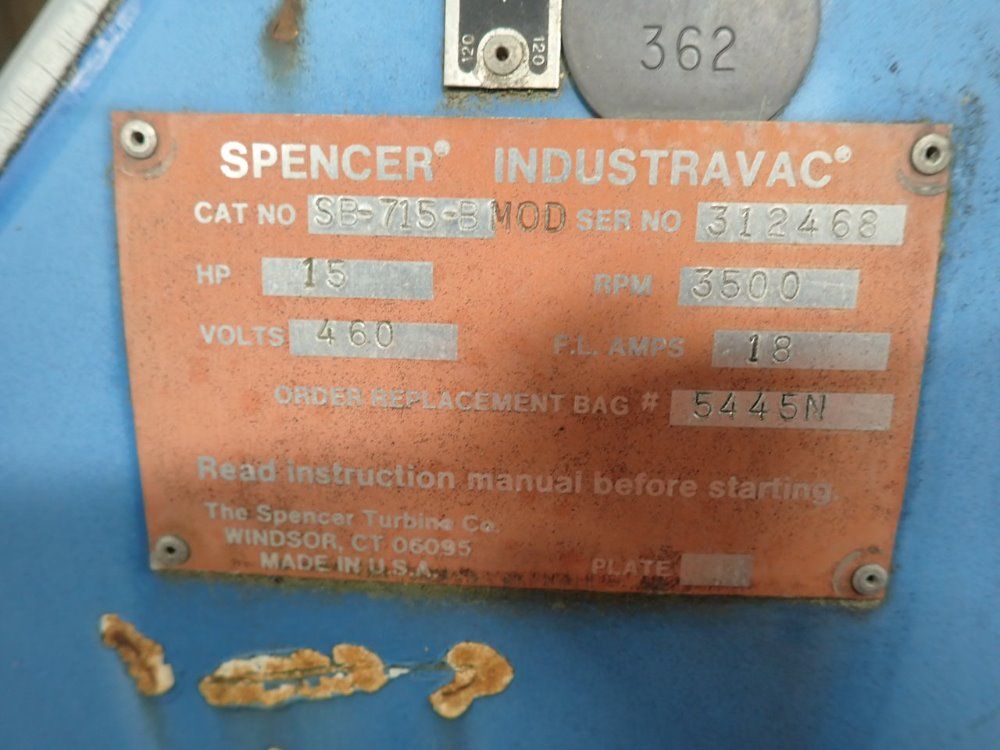 120 120
362
SPENCER® INDUSTRAVAC®
CAT NO SB-715-B MOD SER NO 312468
HP 15 RPM 3500
VOLTS 460 F.L. AMPS 18
ORDER REPLACEMENT BAG # 5445N
Read instruction manual before starting.
The Spencer Turbine Co.
WINDSOR, CT 06095
MADE IN U.S.A. PLATE